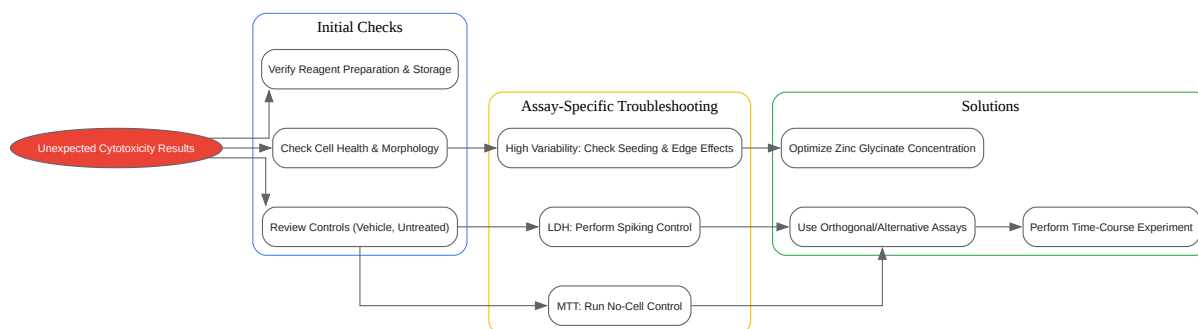 Initial Checks
Verify Reagent Preparation & Storage
Assay-Specific Troubleshooting
Solutions
Unexpected Cytotoxicity Results
Check Cell Health & Morphology
High Variability: Check Seeding & Edge Effects
Optimize Zinc Glycinate Concentration
Review Controls (Vehicle, Untreated)
LDH: Perform Spiking Control
Use Orthogonal/Alternative Assays
Perform Time-Course Experiment
MTT: Run No-Cell Control